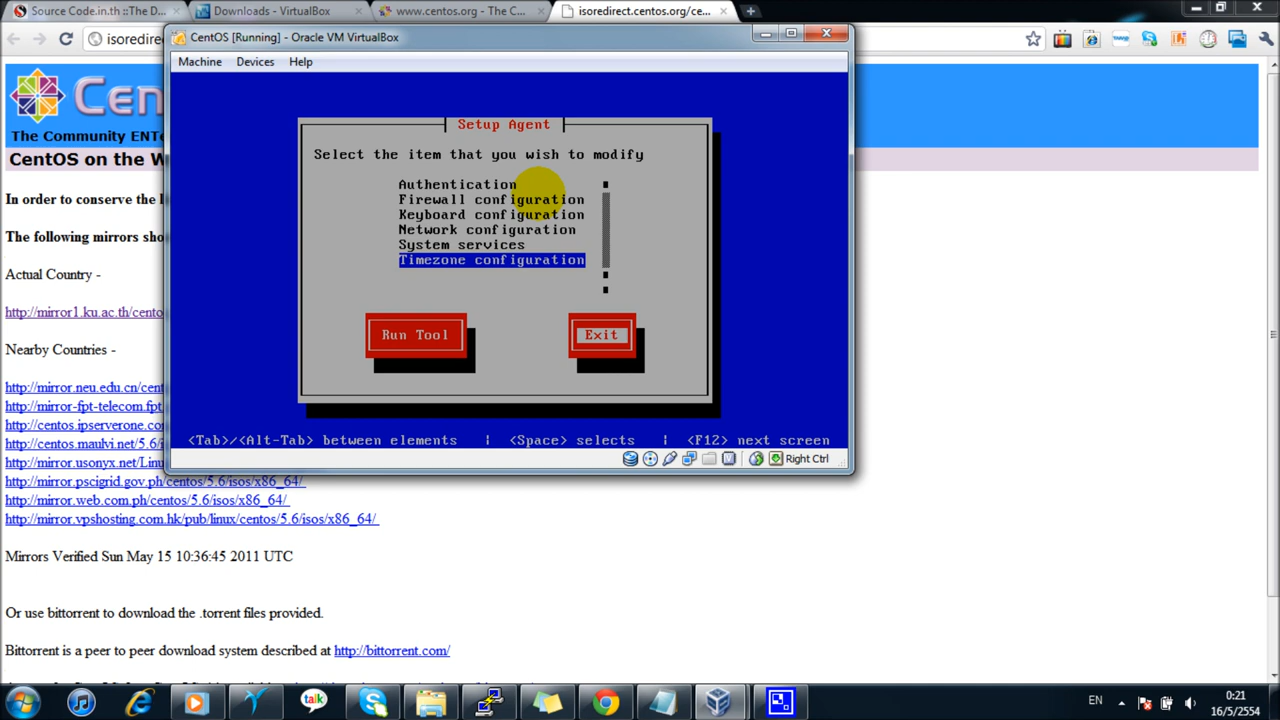 Source Code.in.th ::The D...
Downloads - VirtualBox
www.centos.org - The C...
isoredirect.centos.org/ce...
isoredire
CentOS [Running] - Oracle VM VirtualBox
Machine Devices Help
Cen
The Community ENTe
CentOS on the W
In order to conserve the l
The following mirrors sho
Actual Country -
http://mirror1.ku.ac.th/cento
Nearby Countries -
http://mirror.neu.edu.cn/cent
http://mirror-fpt-telecom.fpt.
http://centos.ipserverone.co
http://centos.maulvi.net/5.6/i
http://mirror.usonyx.net/Linu
http://mirror.pscigrid.gov.ph/centos/5.6/isos/x86_64/
http://mirror.web.com.ph/centos/5.6/isos/x86_64/
http://mirror.vpshosting.com.hk/pub/linux/centos/5.6/isos/x86_64/
Mirrors Verified Sun May 15 10:36:45 2011 UTC
Or use bittorrent to download the .torrent files provided.
Bittorrent is a peer to peer download system described at http://bittorrent.com/
Setup Agent
Select the item that you wish to modify
Authentication
Firewall configuration
Keyboard configuration
Network configuration
System services
Timezone configuration
Run Tool
Exit
<Tab>/<Alt-Tab> between elements | <Space> selects | <F12> next screen
Right Ctrl
talk
EN
0:21
16/5/2554